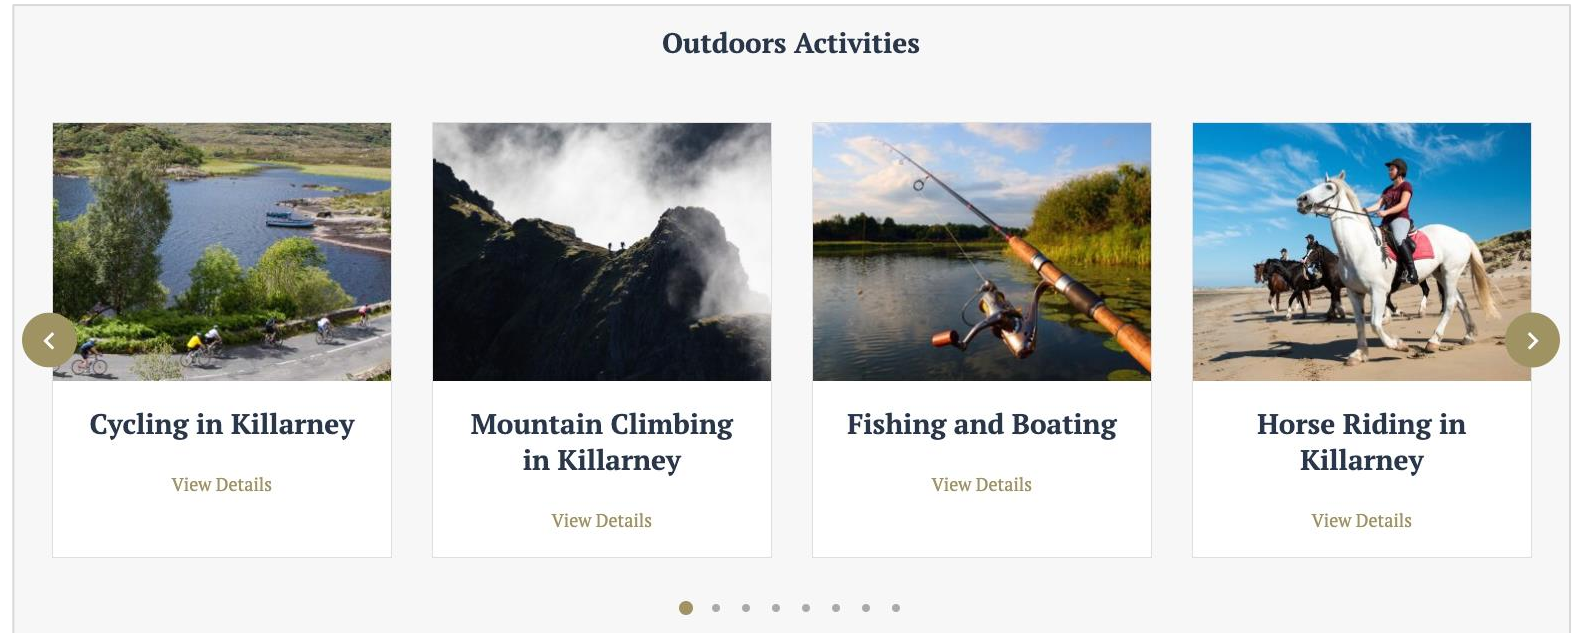 Outdoors Activities
Cycling in Killarney
View Details
Mountain Climbing
in Killarney
View Details
Fishing and Boating
View Details
Horse Riding in
Killarney
View Details